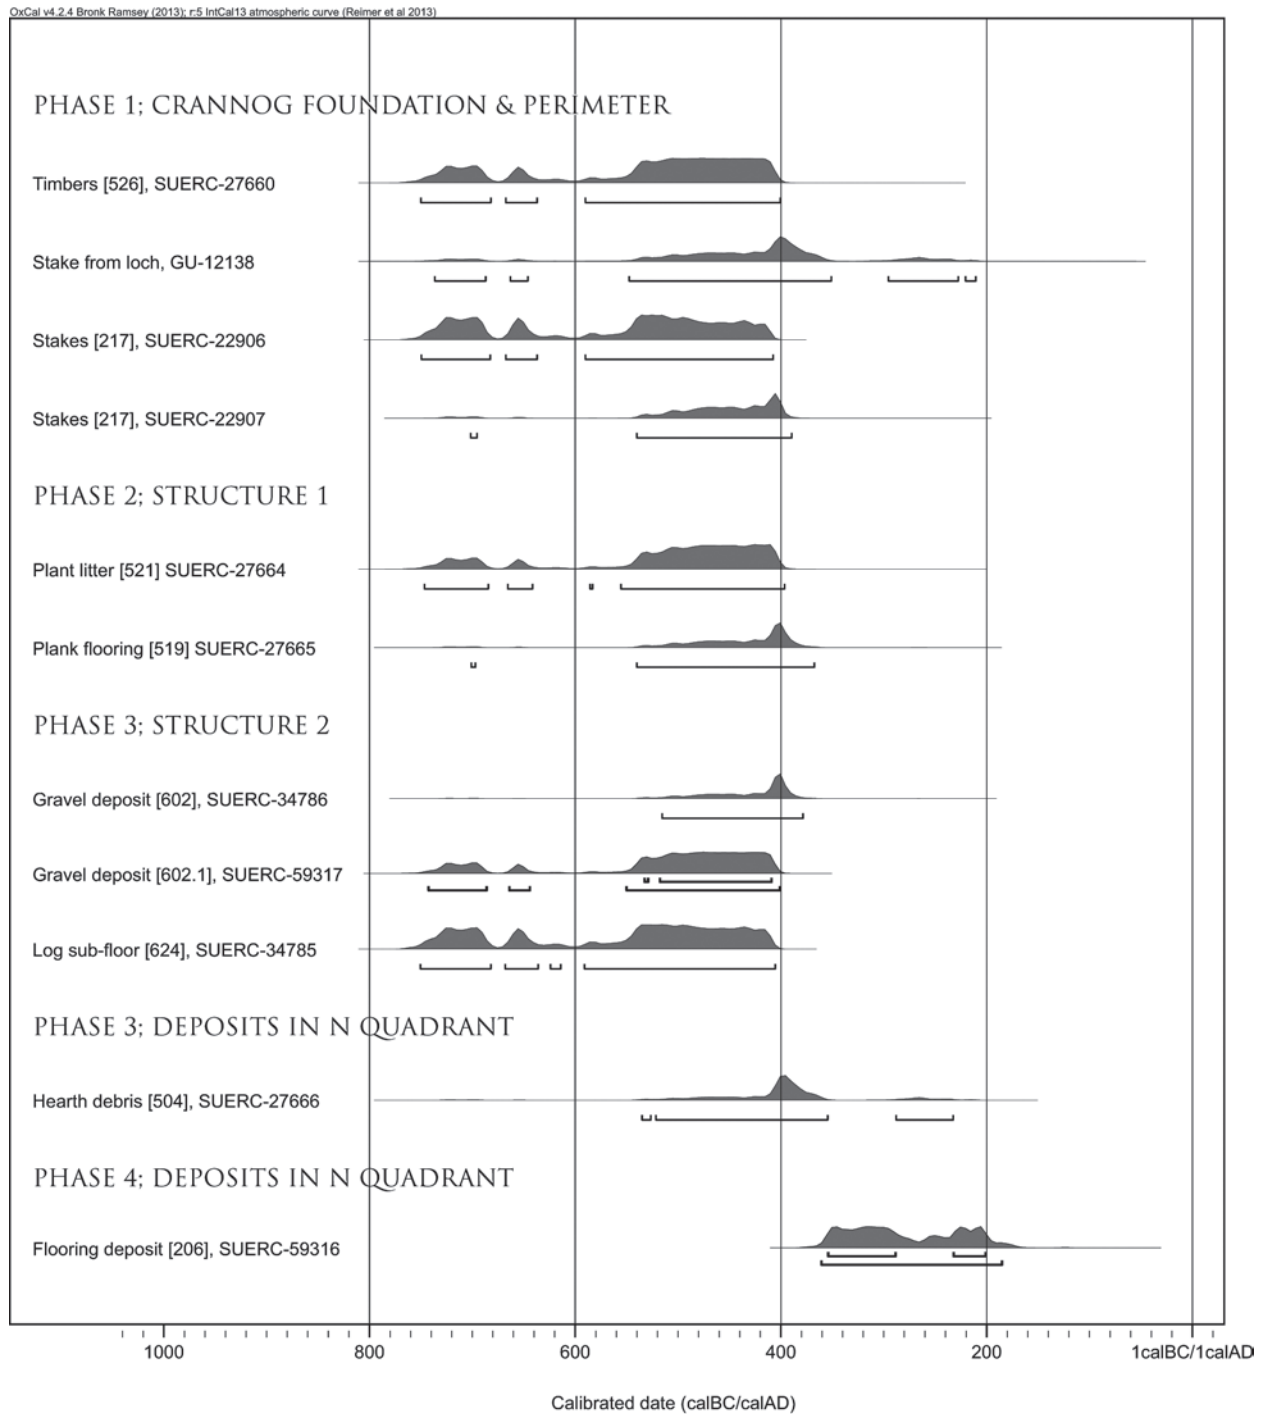 OxCal v4.2.4 Bronk Ramsey (2013); r:5 IntCal13 atmospheric curve (Reimer et al 2013)
PHASE 1; CRANNOG FOUNDATION & PERIMETER
Timbers [526], SUERC-27660
Stake from loch, GU-12138
Stakes [217], SUERC-22906
Stakes [217], SUERC-22907
PHASE 2; STRUCTURE 1
Plant litter [521] SUERC-27664
Plank flooring [519] SUERC-27665
PHASE 3; STRUCTURE 2
Gravel deposit [602], SUERC-34786
Gravel deposit [602.1], SUERC-59317
Log sub-floor [624], SUERC-34785
PHASE 3; DEPOSITS IN N QUADRANT
Hearth debris [504], SUERC-27666
PHASE 4; DEPOSITS IN N QUADRANT
Flooring deposit [206], SUERC-59316
1000 800 600 400 200 1calBC/1calAD
Calibrated date (calBC/calAD)